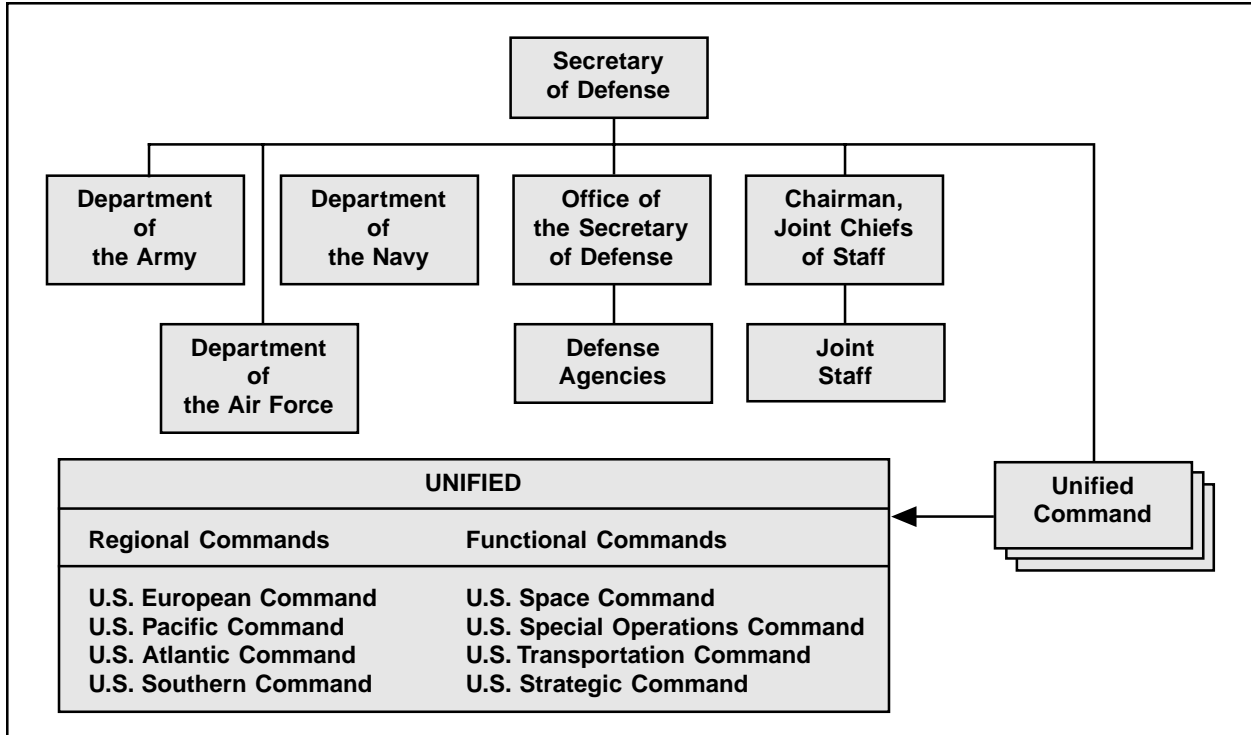 Secretary
of Defense
Department
of
the Army
Department
of
the Navy
Office of
the Secretary
of Defense
Chairman,
Joint Chiefs
of Staff
Department
of
the Air Force
Defense
Agencies
Joint
Staff
Unified
Command
UNIFIED
Regional Commands
Functional Commands
U.S. European Command
U.S. Pacific Command
U.S. Atlantic Command
U.S. Southern Command
U.S. Space Command
U.S. Special Operations Command
U.S. Transportation Command
U.S. Strategic Command